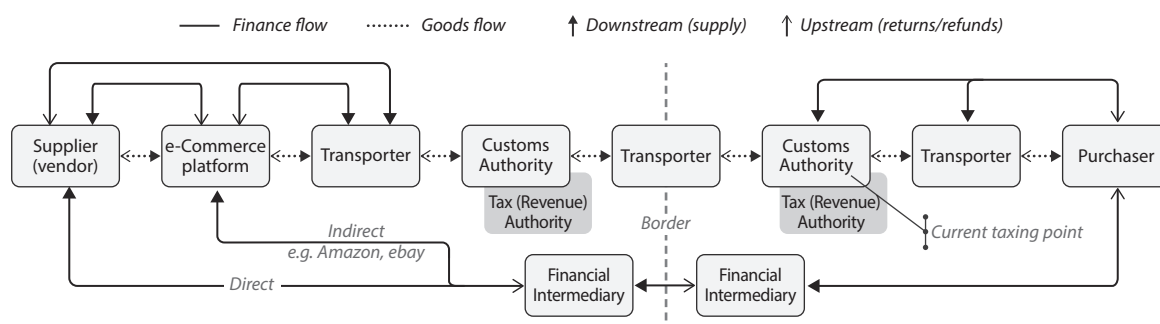 Finance flow
Goods flow
Downstream (supply)
Upstream (returns/refunds)
Supplier
(vendor)
e-Commerce
platform
Transporter
Customs
Authority
Tax (Revenue)
Authority
Transporter
Customs
Authority
Tax (Revenue)
Authority
Transporter
Purchaser
Border
Current taxing point
Indirect
e.g. Amazon, ebay
Direct
Financial
Intermediary
Financial
Intermediary